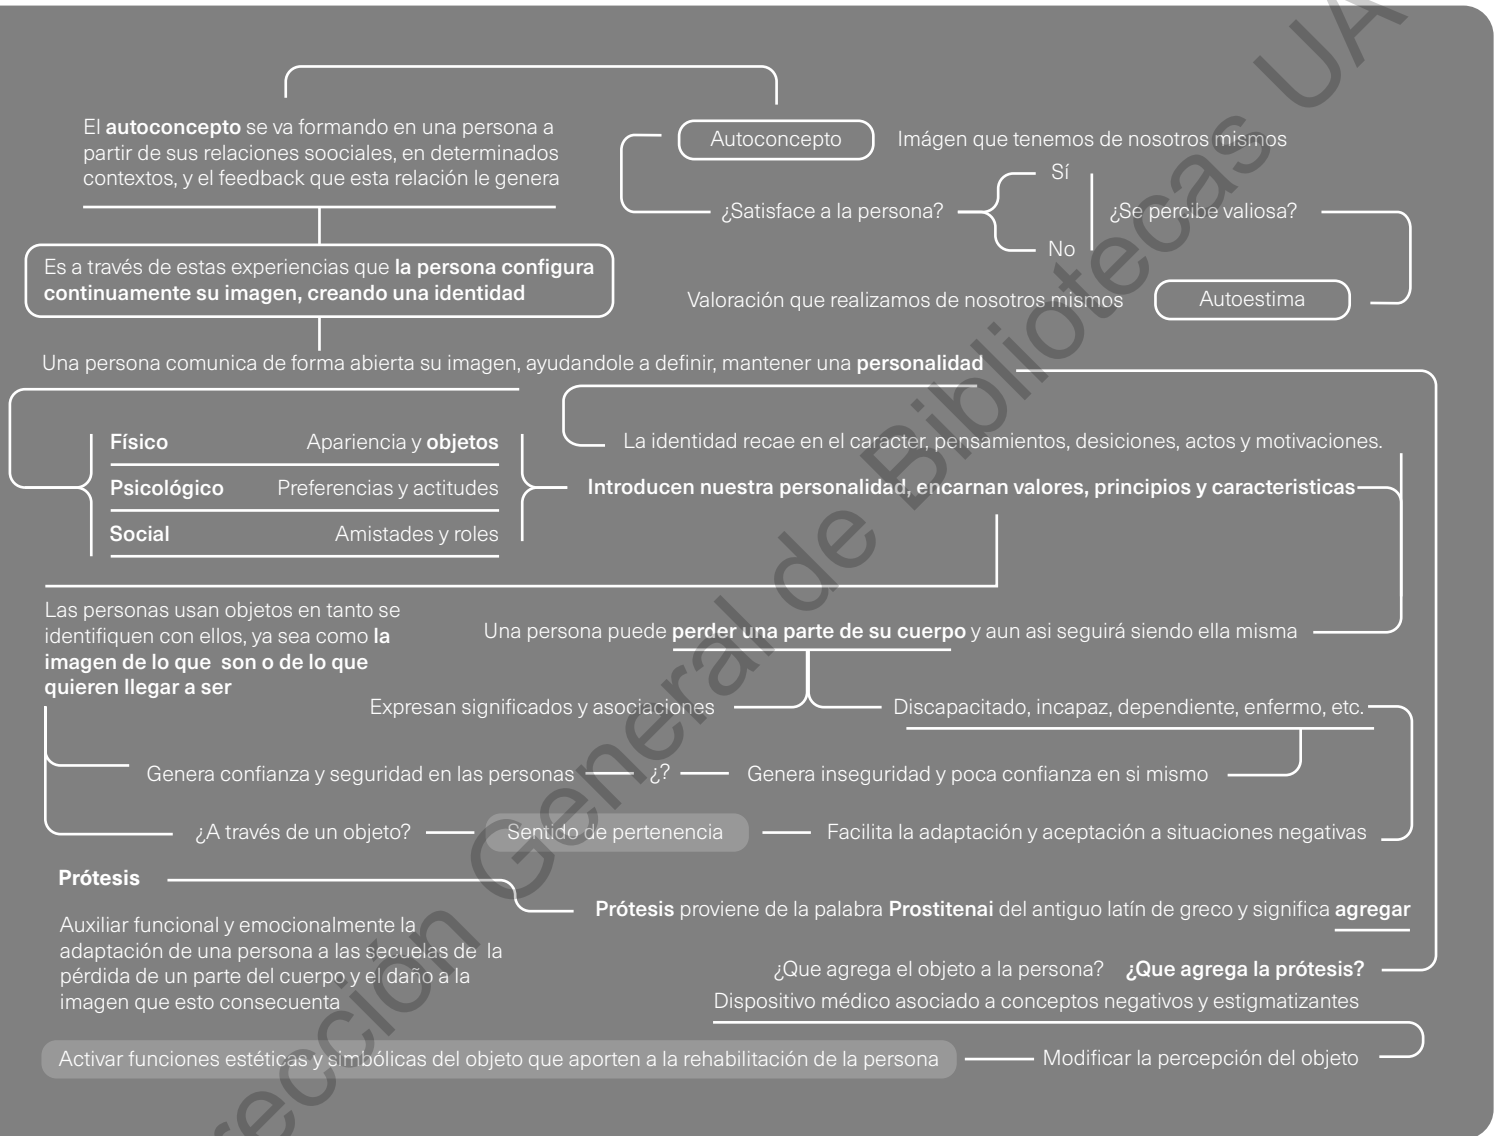 El autoconcepto se va formando en una persona a
partir de sus relaciones soociales, en determinados
contextos, y el feedback que esta relación le genera
Autoconcepto
Imágen que tenemos de nosotros mismos
¿Satisface a la persona?
Sí
No
¿Se percibe valiosa?
Es a través de estas experiencias que la persona configura
continuamente su imagen, creando una identidad
Valoración que realizamos de nosotros mismos
Autoestima
Una persona comunica de forma abierta su imagen, ayudandole a definir, mantener una personalidad
Físico Apariencia y objetos
Psicológico Preferencias y actitudes
Social Amistades y roles
La identidad recae en el caracter, pensamientos, desiciones, actos y motivaciones.
Introducen nuestra personalidad, encarnan valores, principios y caracteristicas
Las personas usan objetos en tanto se
identifiquen con ellos, ya sea como la
imagen de lo que son o de lo que
quieren llegar a ser
Una persona puede perder una parte de su cuerpo y aun asi seguirá siendo ella misma
Expresan significados y asociaciones
Discapacitado, incapaz, dependiente, enfermo, etc.
Genera confianza y seguridad en las personas
¿?
Genera inseguridad y poca confianza en si mismo
¿A través de un objeto?
Sentido de pertenencia
Facilita la adaptación y aceptación a situaciones negativas
Prótesis
Auxiliar funcional y emocionalmente la
adaptación de una persona a las secuelas de la
pérdida de un parte del cuerpo y el daño a la
imagen que esto consecuenta
Prótesis proviene de la palabra Prostitenai del antiguo latín de greco y significa agregar
¿Que agrega el objeto a la persona? ¿Que agrega la prótesis?
Dispositivo médico asociado a conceptos negativos y estigmatizantes
Activar funciones estéticas y simbólicas del objeto que aporten a la rehabilitación de la persona
Modificar la percepción del objeto
rección General de Bibliotecas UA